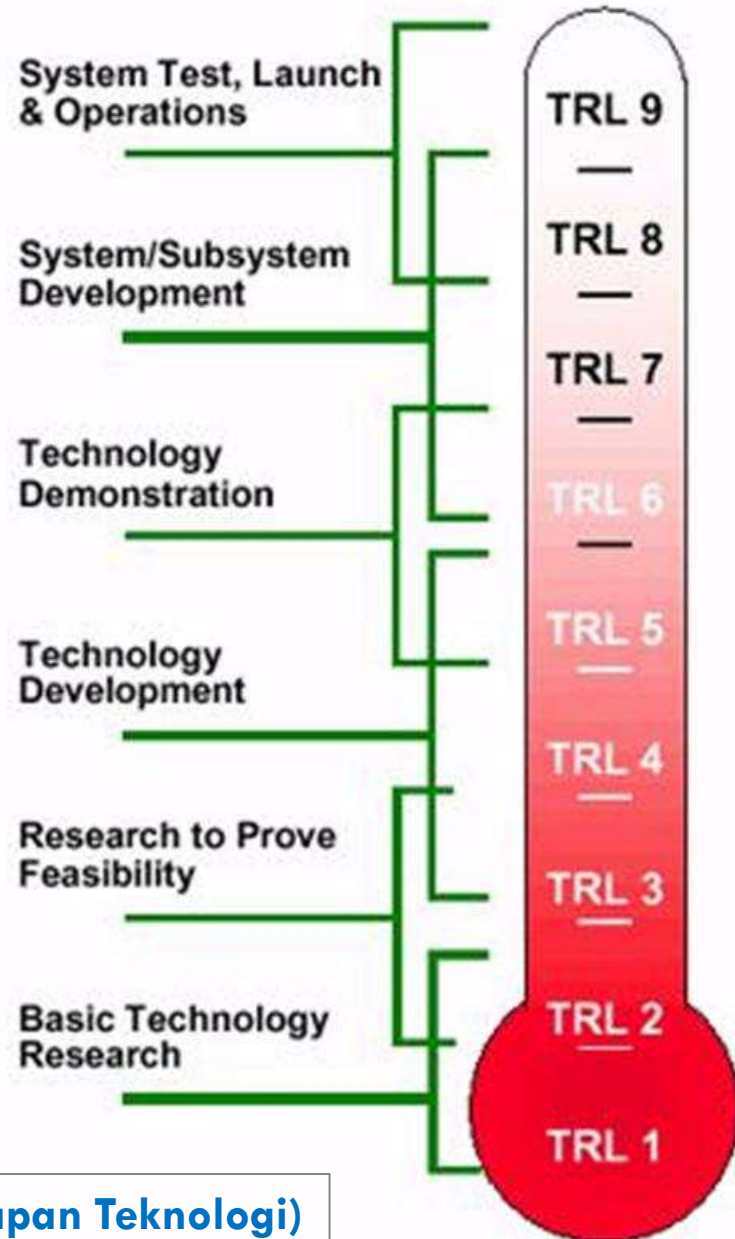 System Test, Launch
& Operations
System/Subsystem
Development
Technology
Demonstration
Technology
Development
Research to Prove
Feasibility
Basic Technology
Research
TRL 9
TRL 8
TRL 7
TRL 6
TRL 5
TRL 4
TRL 3
TRL 2
TRL 1
Teknologi)